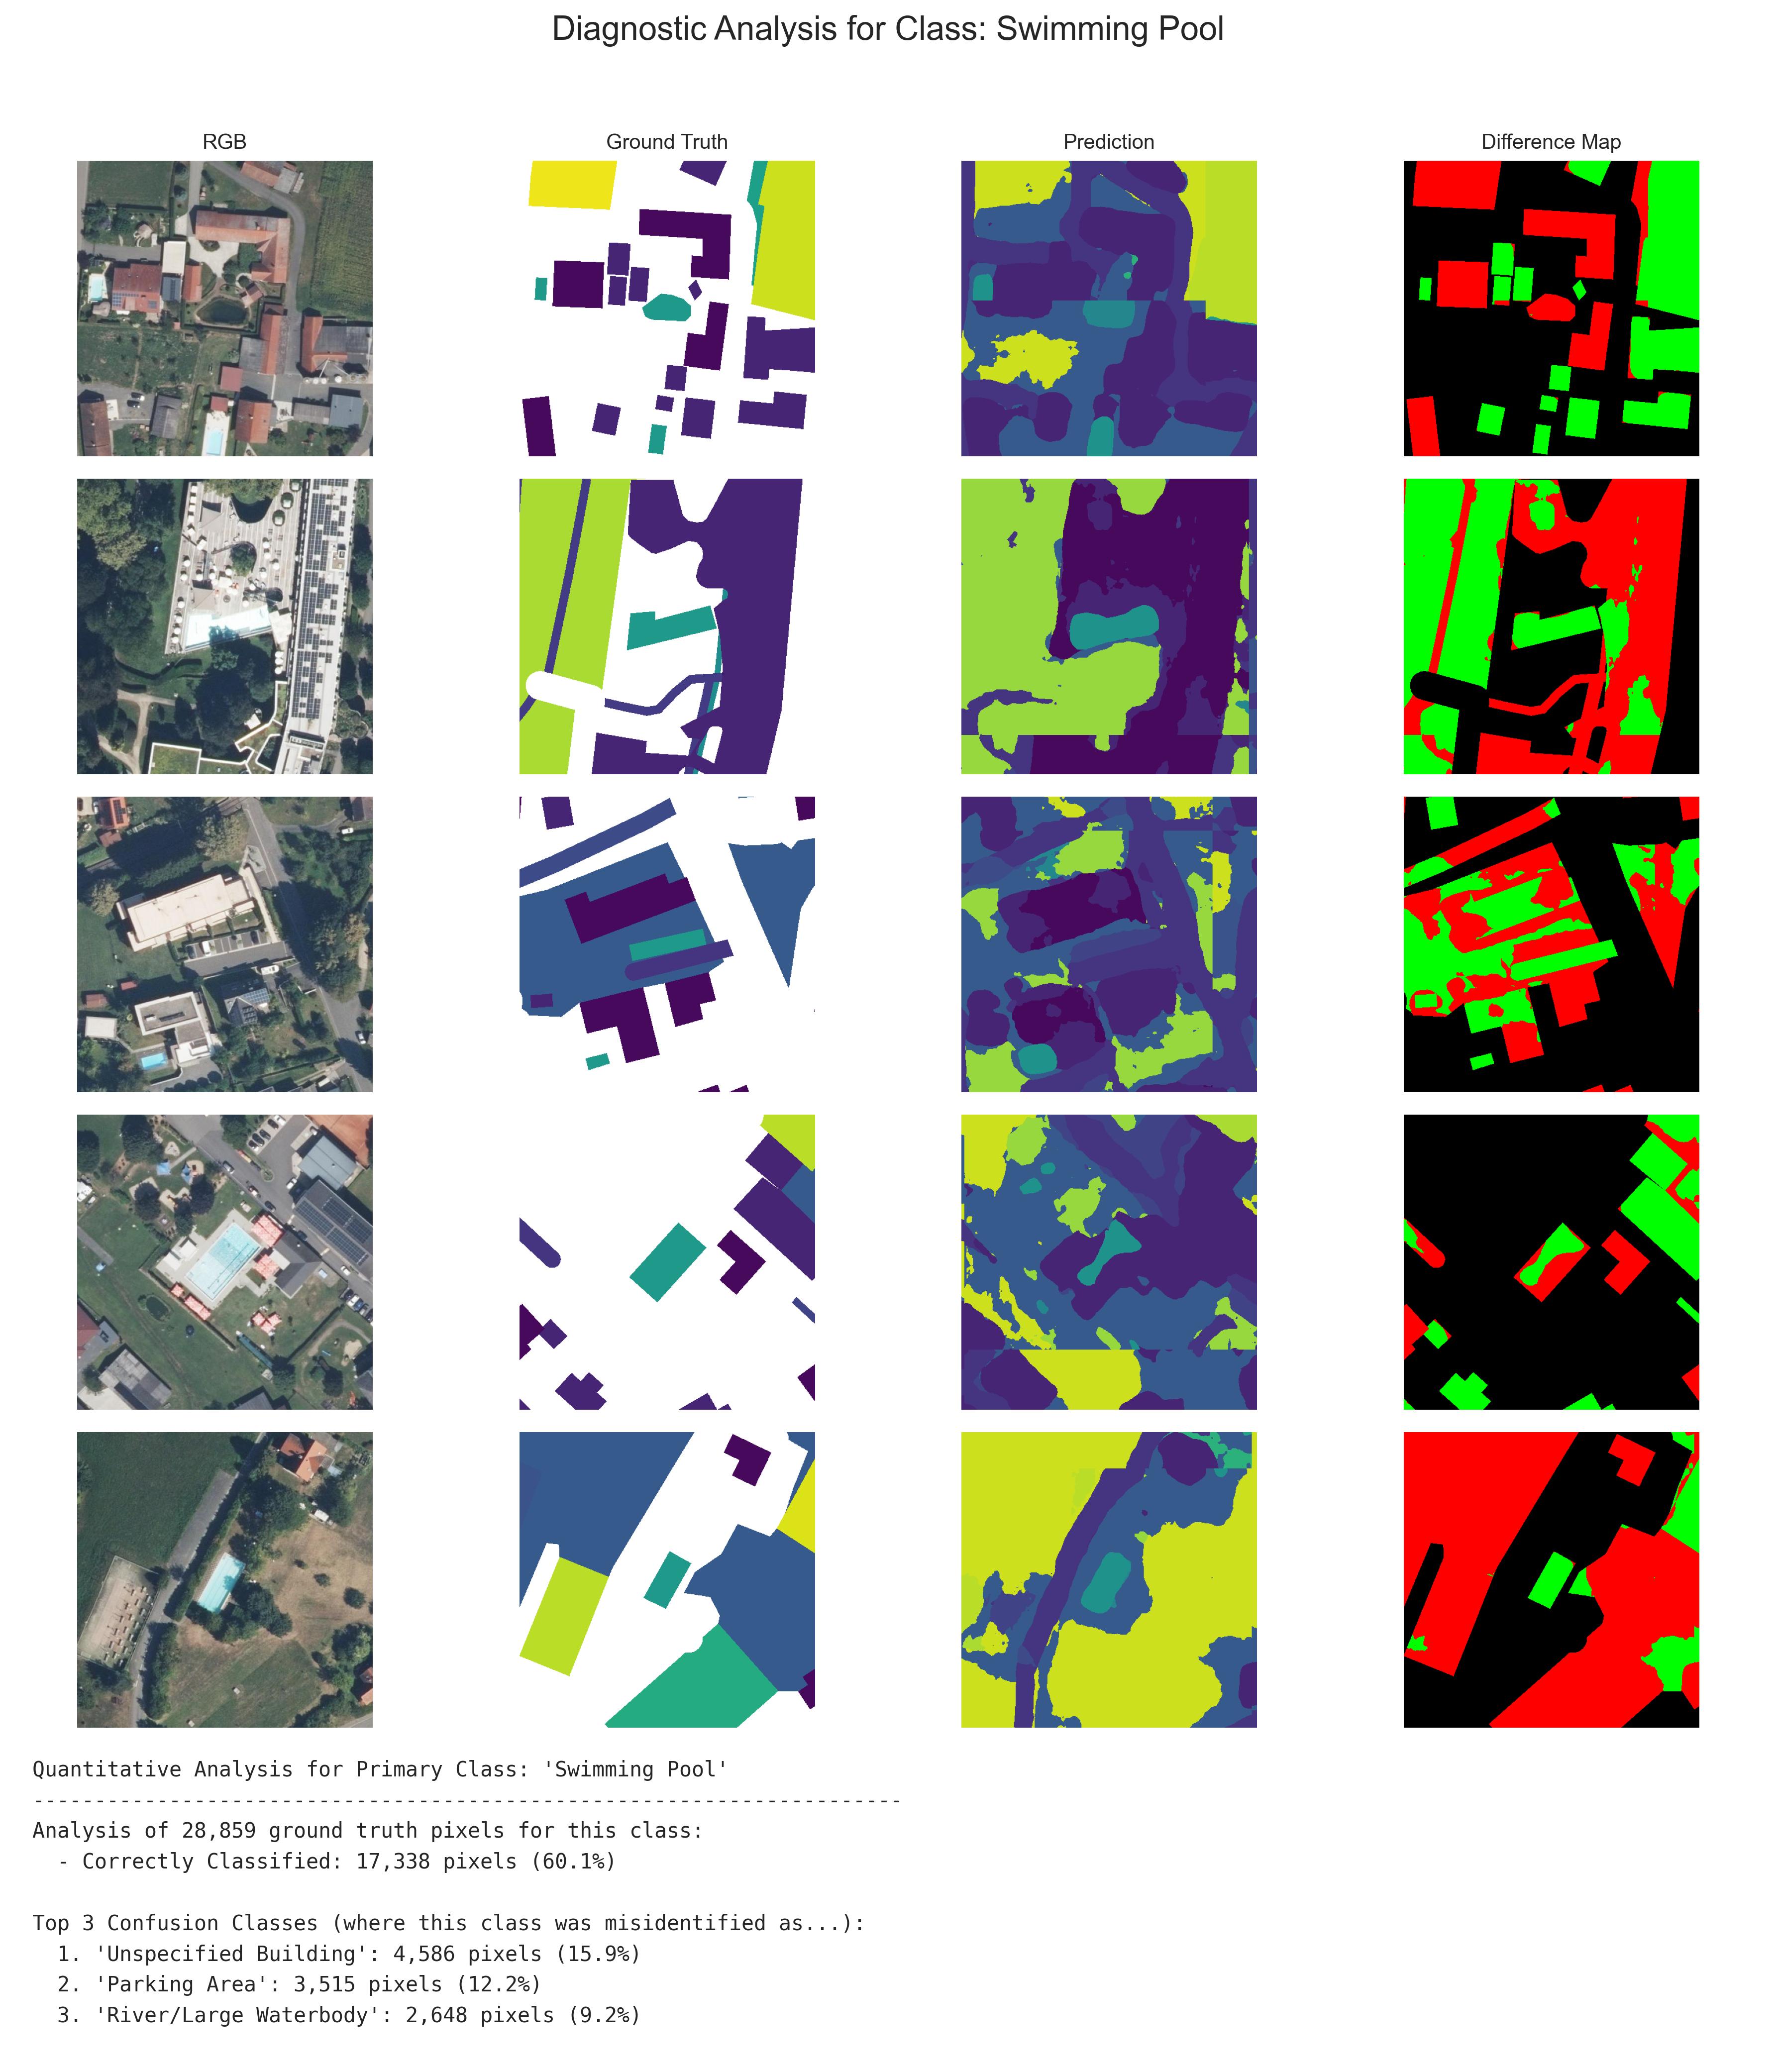 Diagnostic Analysis for Class: Swimming Pool
RGB Ground Truth Prediction Difference Map
Quantitative Analysis for Primary Class: 'Swimming Pool'
----------------------------------------------------------------------
Analysis of 28,859 ground truth pixels for this class:
- Correctly Classified: 17,338 pixels (60.1%)
Top 3 Confusion Classes (where this class was misidentified as...):
1. 'Unspecified Building': 4,586 pixels (15.9%)
2. 'Parking Area': 3,515 pixels (12.2%)
3. 'River/Large Waterbody': 2,648 pixels (9.2%)